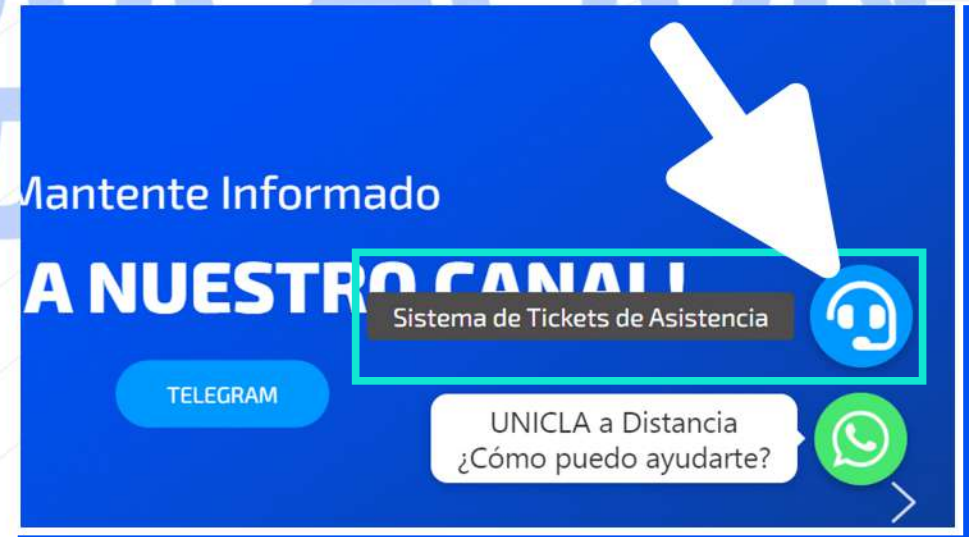 Mantente Informado
A NUESTRO CANAL!
Sistema de Tickets de Asistencia
TELEGRAM
UNICLA a Distancia
¿Cómo puedo ayudarte?